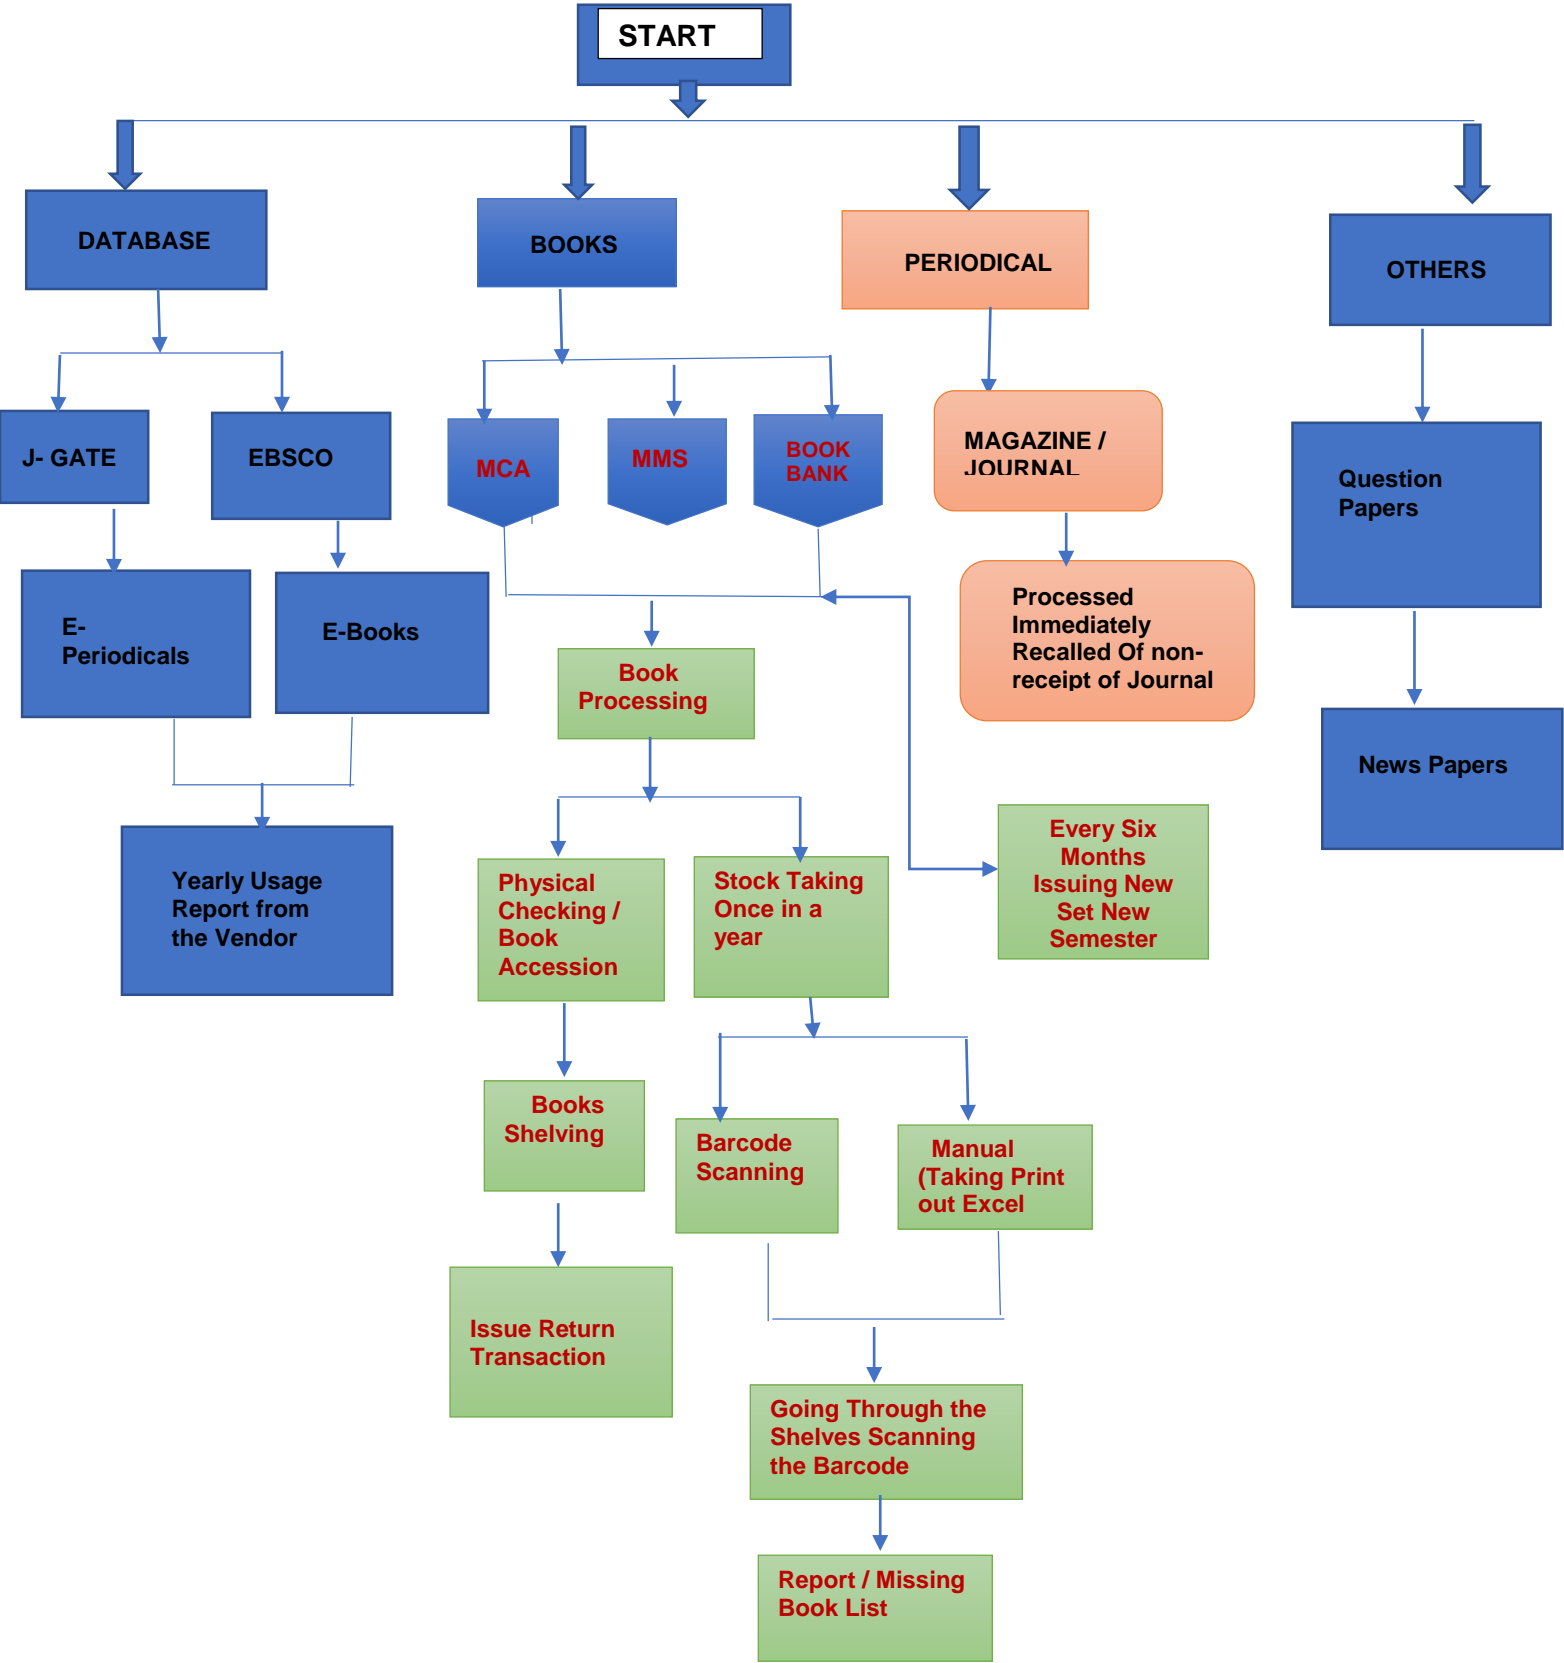 START
DATABASE
BOOKS
PERIODICAL
OTHERS
J- GATE
EBSCO
MCA
MMS
BOOK
BANK
MAGAZINE /
JOURNAL
Question
Papers
E-
Periodicals
E-Books
Processed
Immediately
Recalled Of non-
receipt of Journal
Book
Processing
News Papers
Yearly Usage
Report from
the Vendor
Physical
Checking /
Book
Accession
Stock Taking
Once in a
year
Every Six
Months
Issuing New
Set New
Semester
Books
Shelving
Barcode
Scanning
Manual
(Taking Print
out Excel
Issue Return
Transaction
Going Through the
Shelves Scanning
the Barcode
Report / Missing
Book List